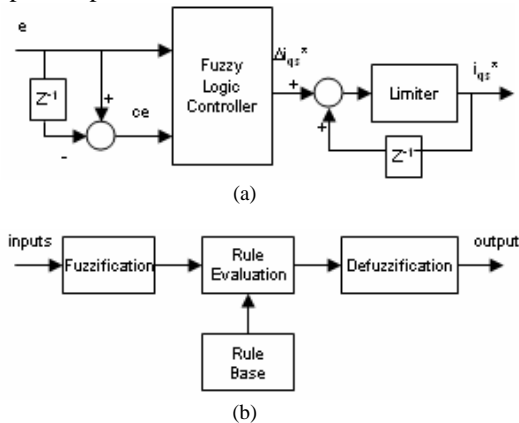 e
Z⁻¹
+
-
ce
Fuzzy
Logic
Controller
Δi_qs*
+
+
Limiter
Z⁻¹
i_qs*
(a)
inputs
Fuzzification
Rule
Evaluation
Defuzzification
output
Rule
Base
(b)